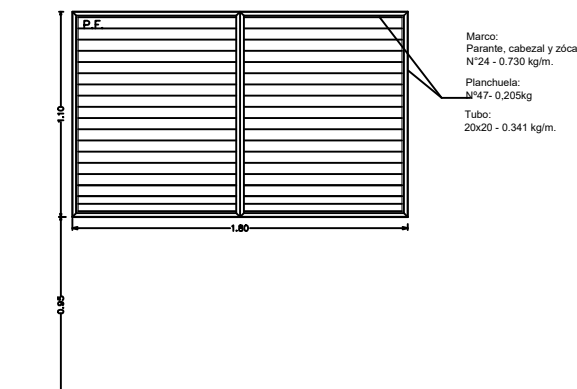 P.F.
Marco:
Parante, cabezal y zóca
N°24 - 0.730 kg/m.
Planchuela:
Nº47- 0,205kg
Tubo:
20x20 - 0.341 kg/m.
1.10
1.80
0.95